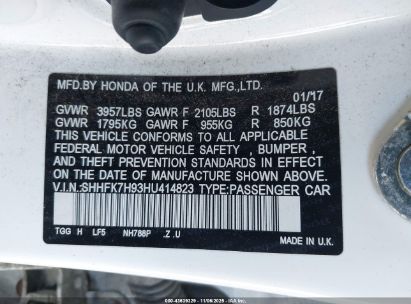 MFD.BY HONDA OF THE U.K. MFG.,LTD.
01/17
GVWR 3957LBS GAWR F 2105LBS R 1874LBS
GVWR 1795KG GAWR F 955KG R 850KG
THIS VEHICLE CONFORMS TO ALL APPLICABLE
FEDERAL MOTOR VEHICLE SAFETY , BUMPER ,
AND THEFT PREVENTION STANDARDS IN EFFECT
ON THE DATE OF MANUFACTURE SHOWN ABOVE.
V.I.N.:SHHFK7H93HU414823 TYPE:PASSENGER CAR
TGG H LF5 NH788P .Z .U
MADE IN U.K.